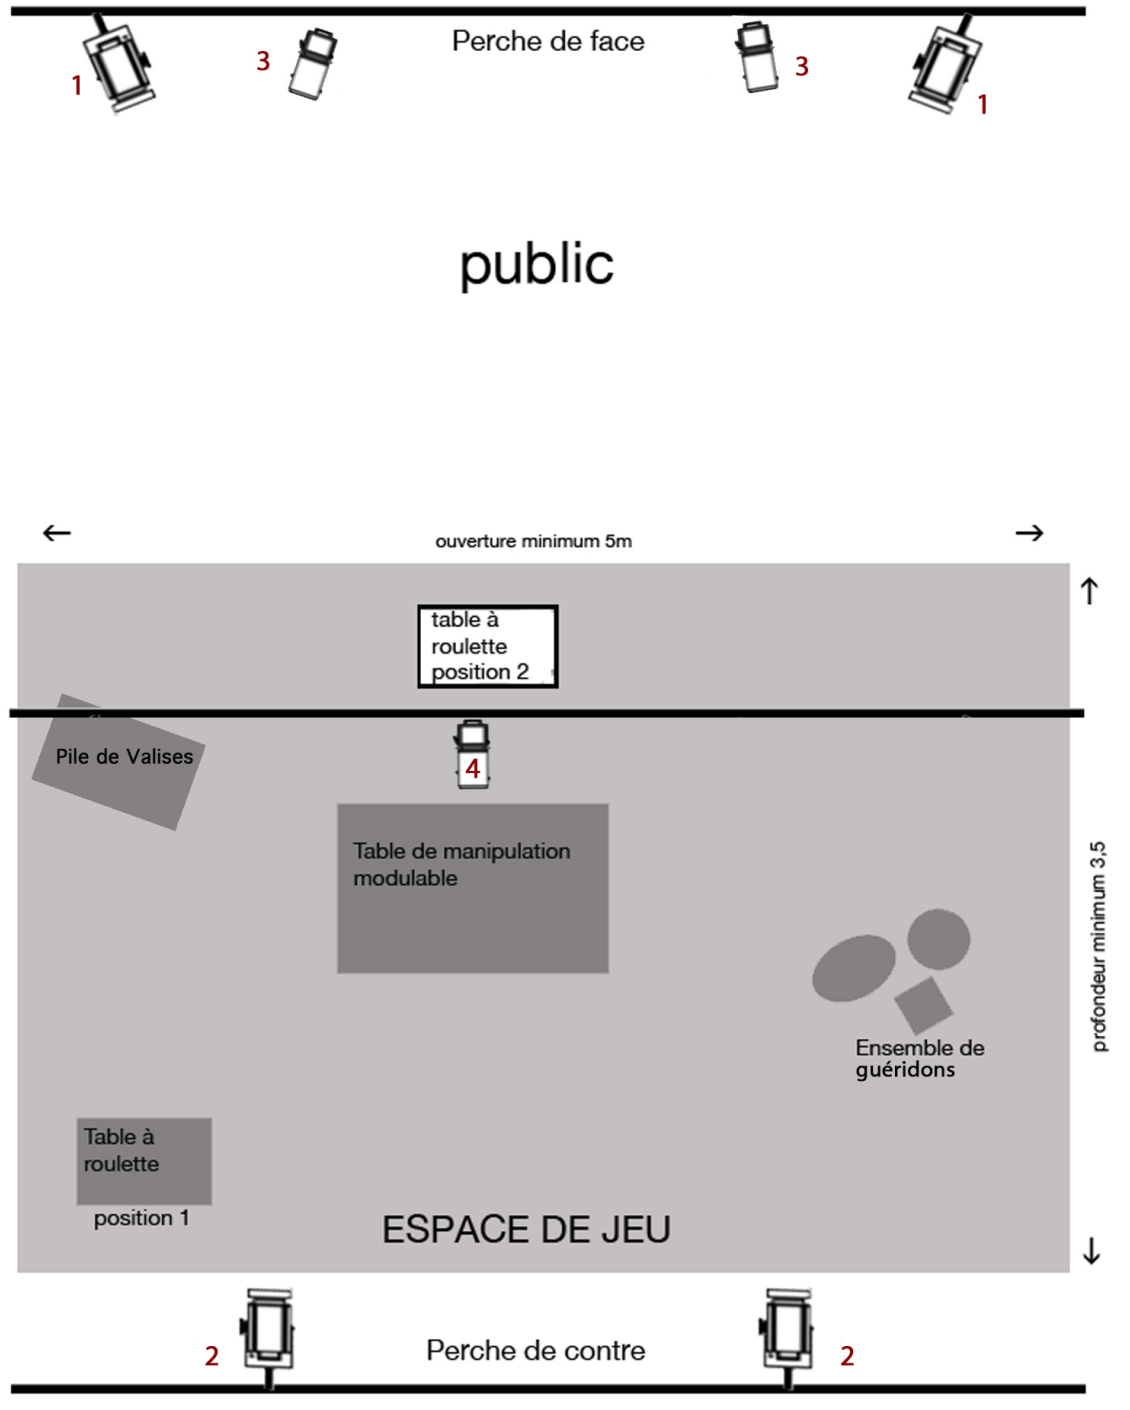 Perche de face
3
3
1
1
public
← →
ouverture minimum 5m
table à
roulette
position 2
Pile de Valises
4
Table de manipulation
modulable
profondeur minimum 3,5
Ensemble de
guéridons
Table à
roulette
position 1
ESPACE DE JEU
Perche de contre
2
2